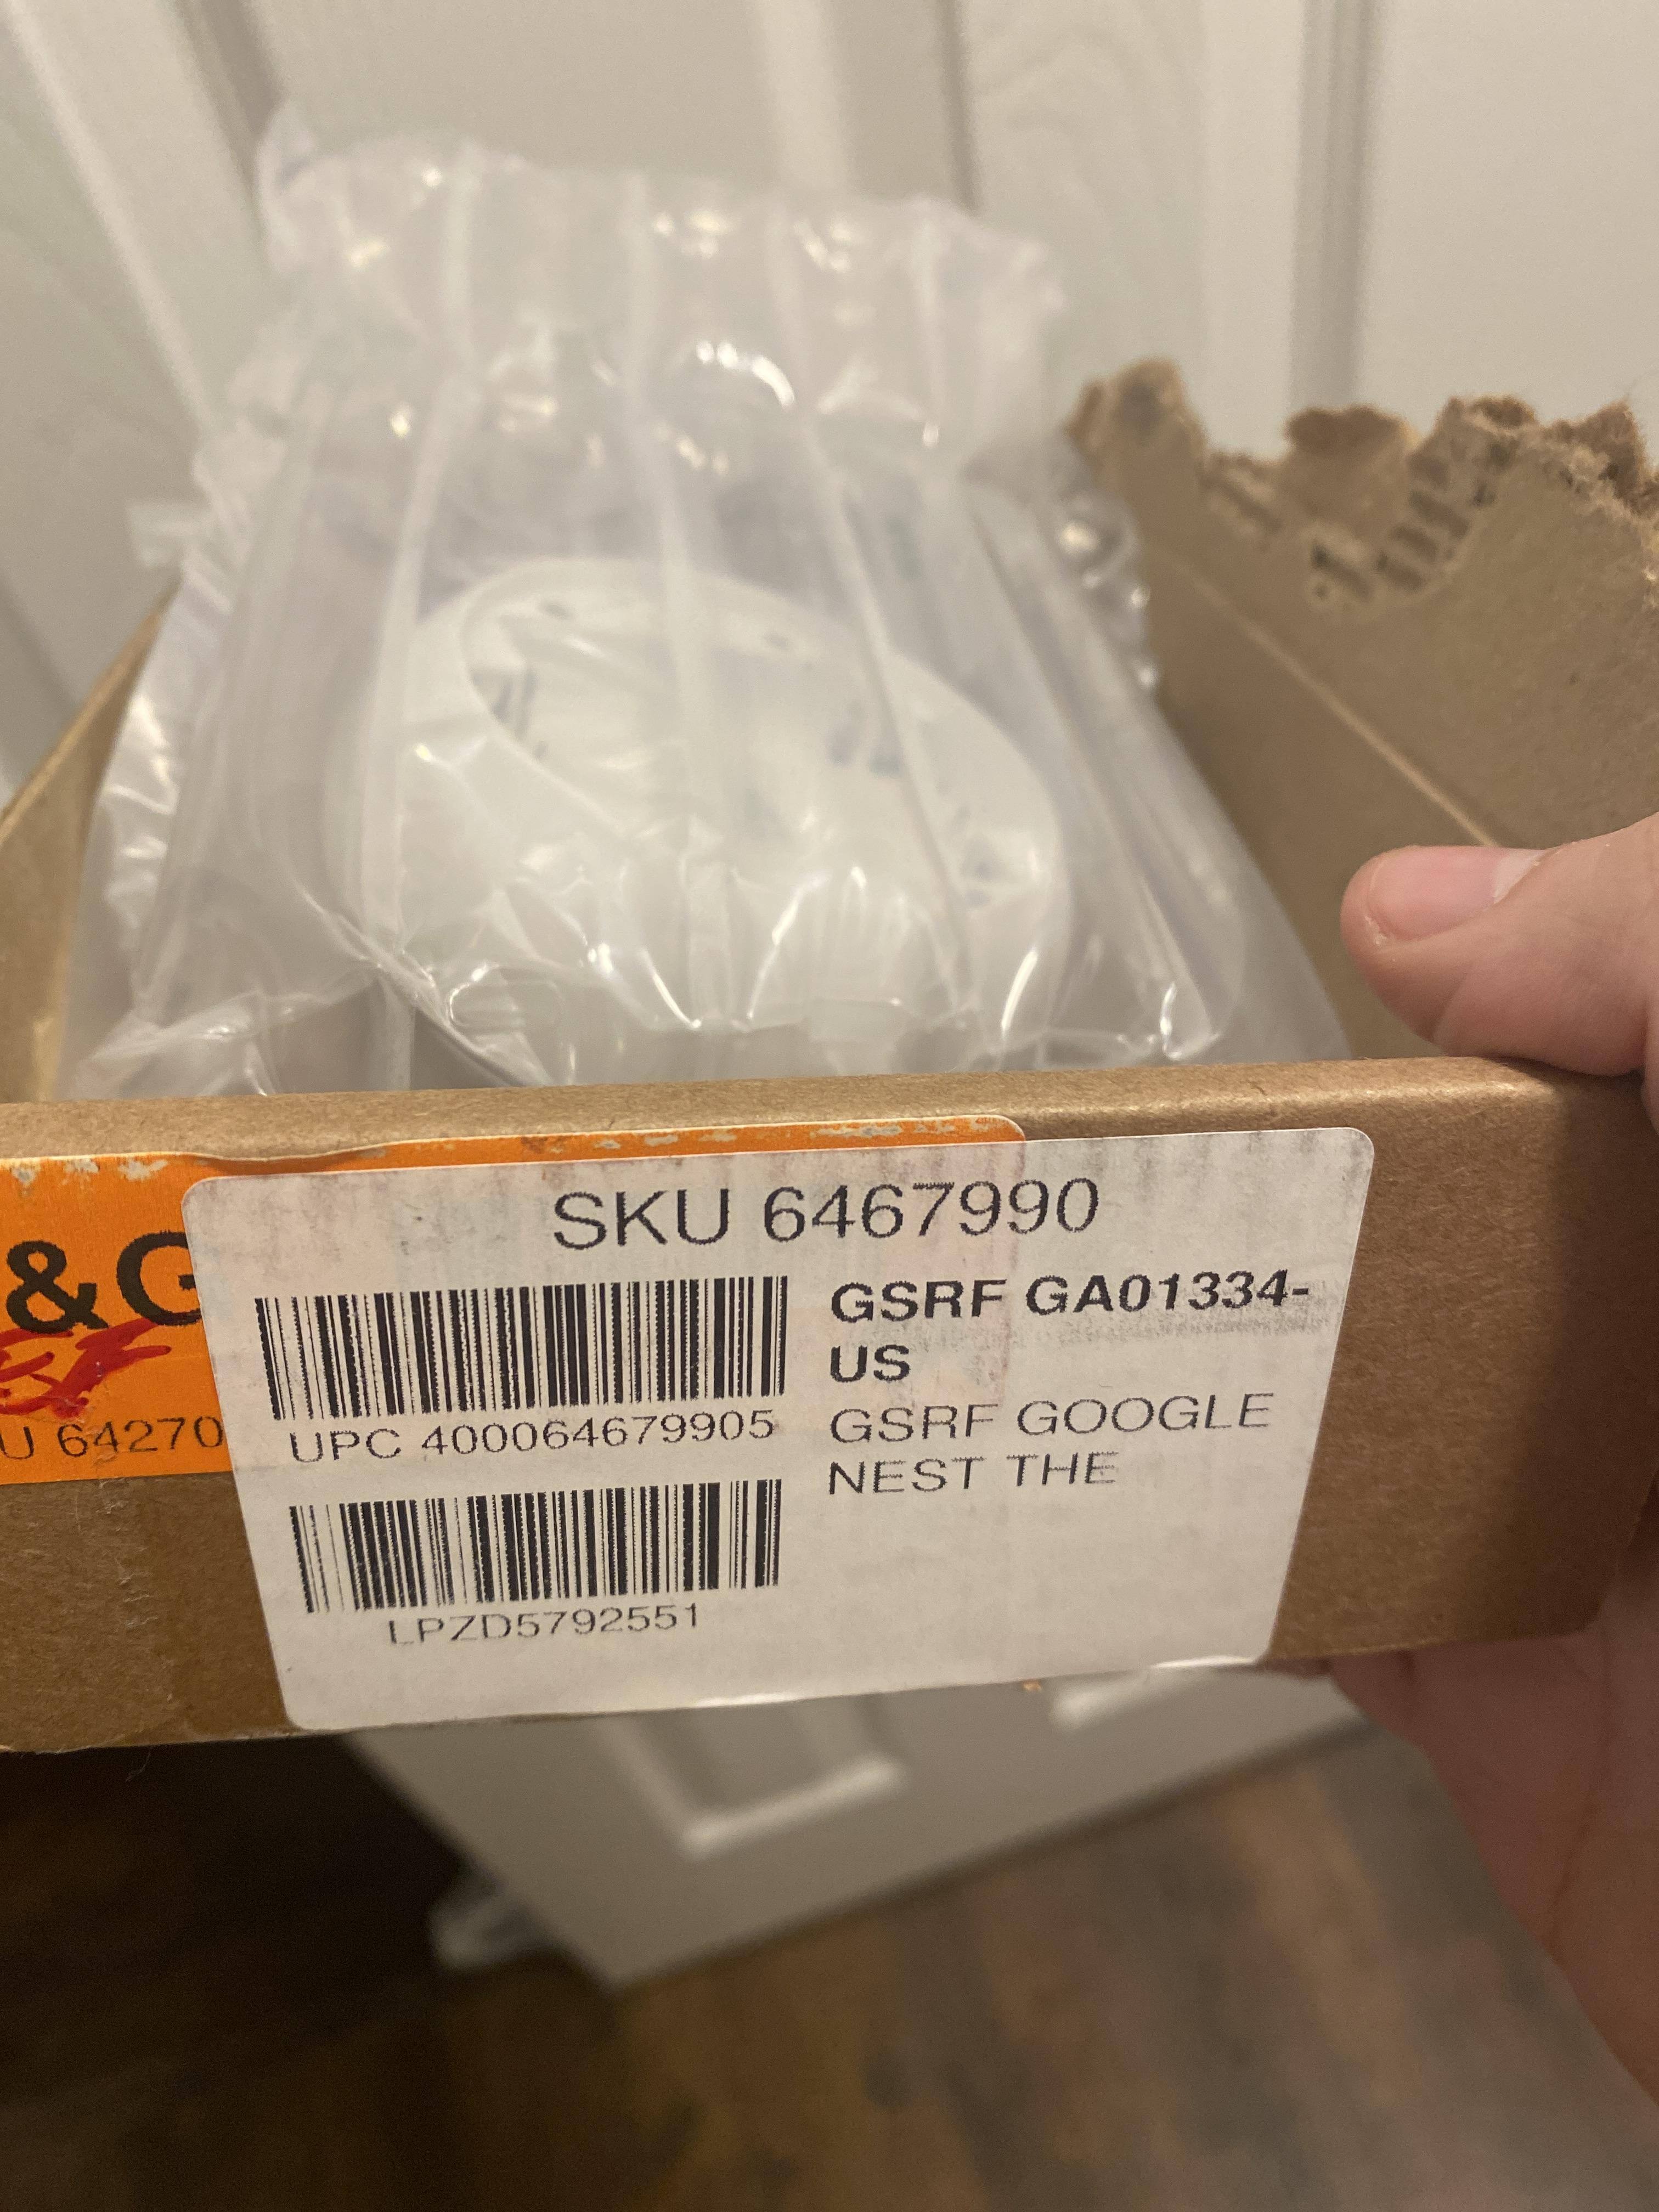 SKU 6467990
GSRF GA01334-
US
GSRF GOOGLE
NEST THE
UPC 400064679905
LPZD5792551
& G
U 64270